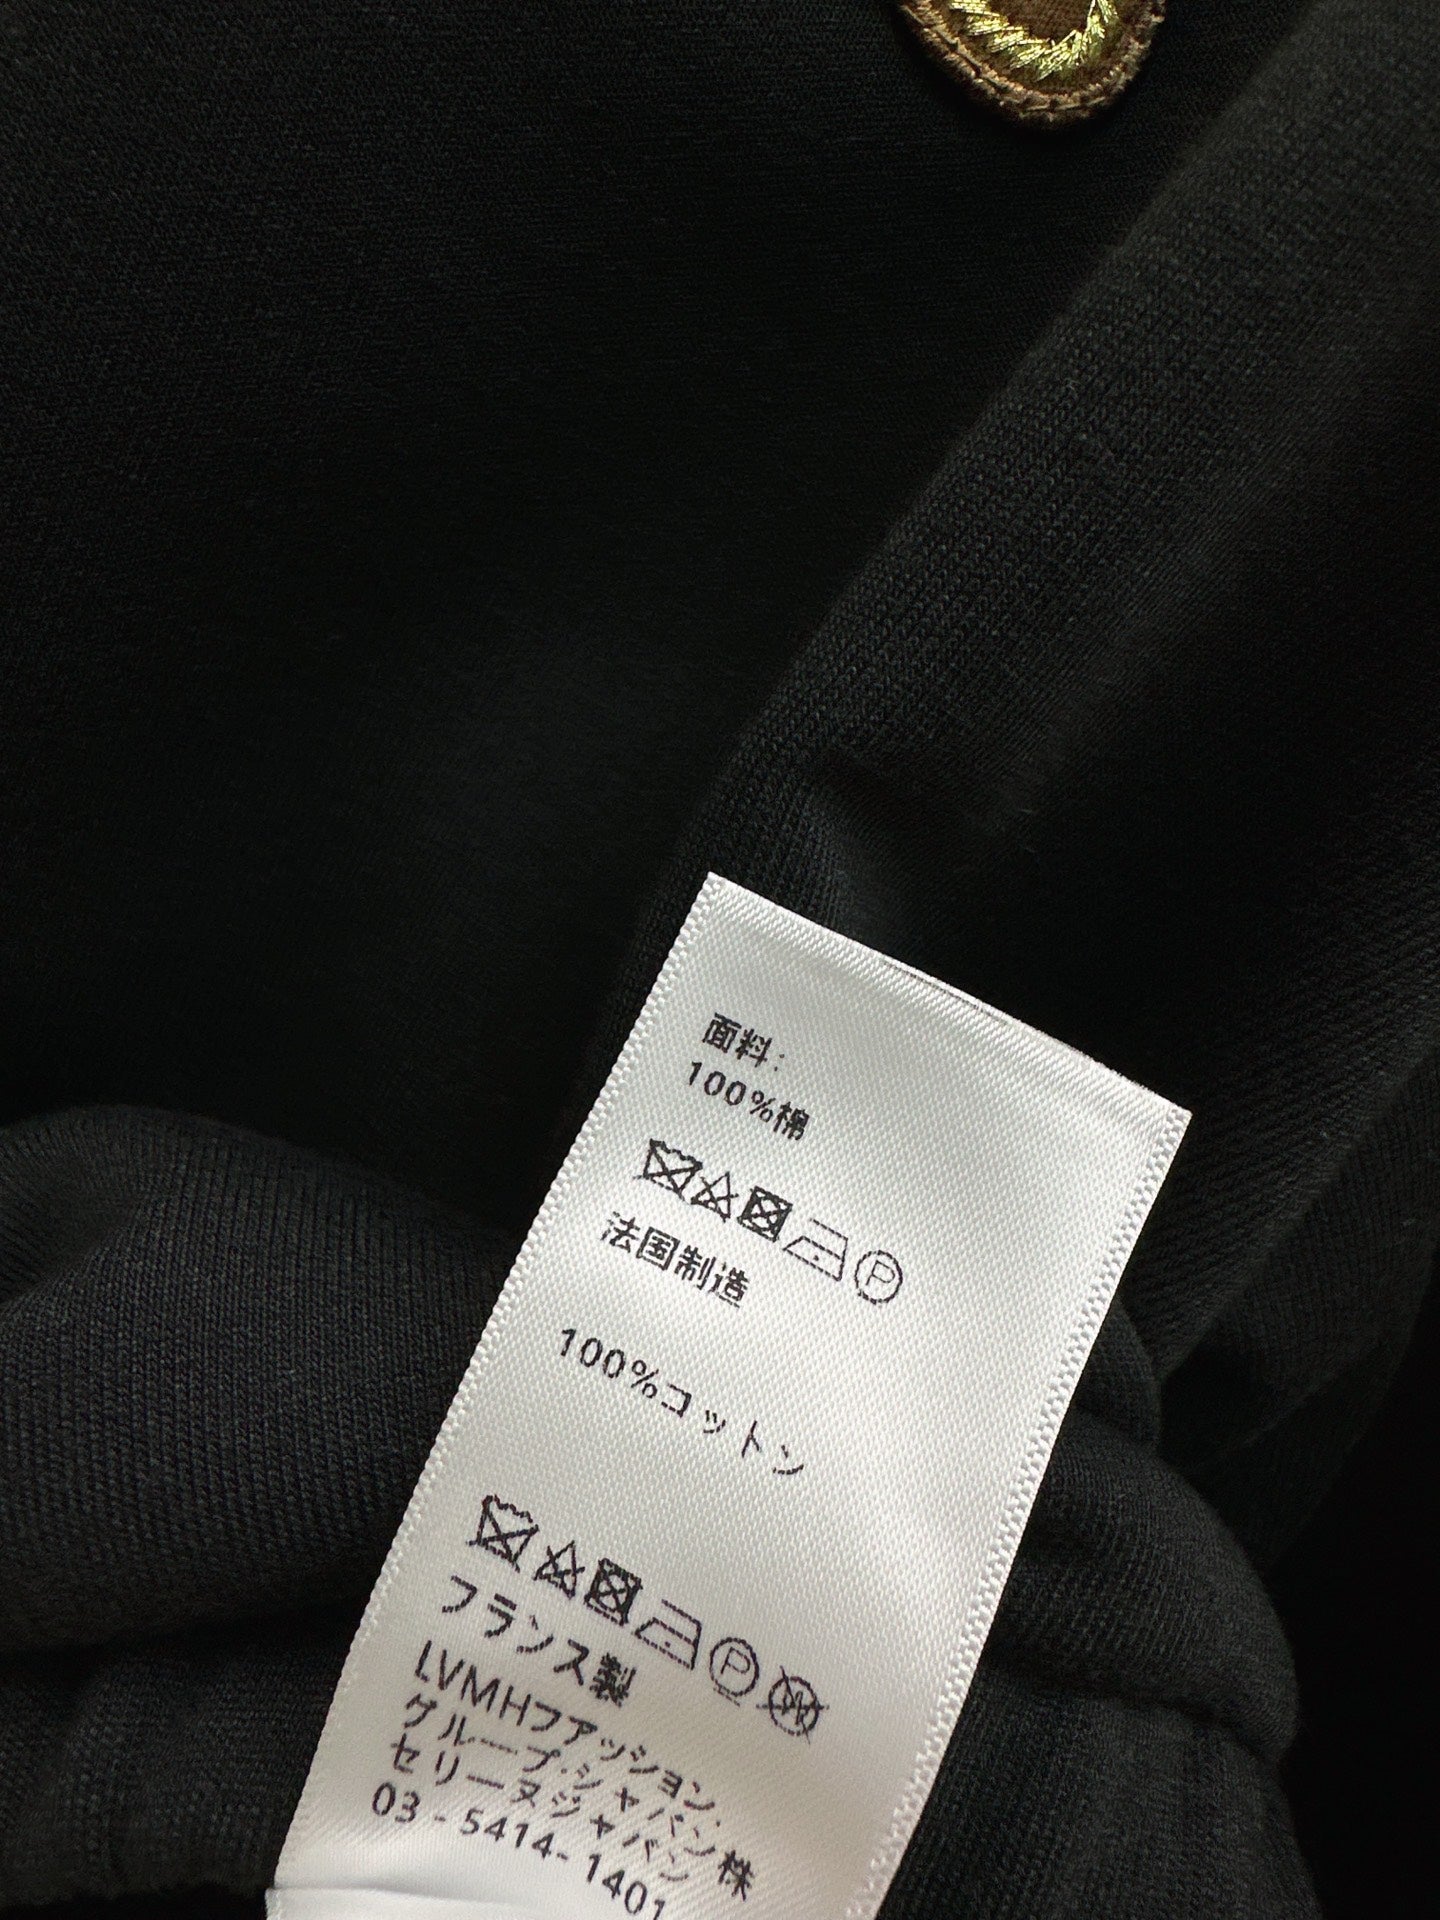 面料:
100%棉
P
法国制造
100%コットン
P W
フランス製
LVMHファッション.
グループ.ジャパン株
セリーヌジャパン
03-5414-1401